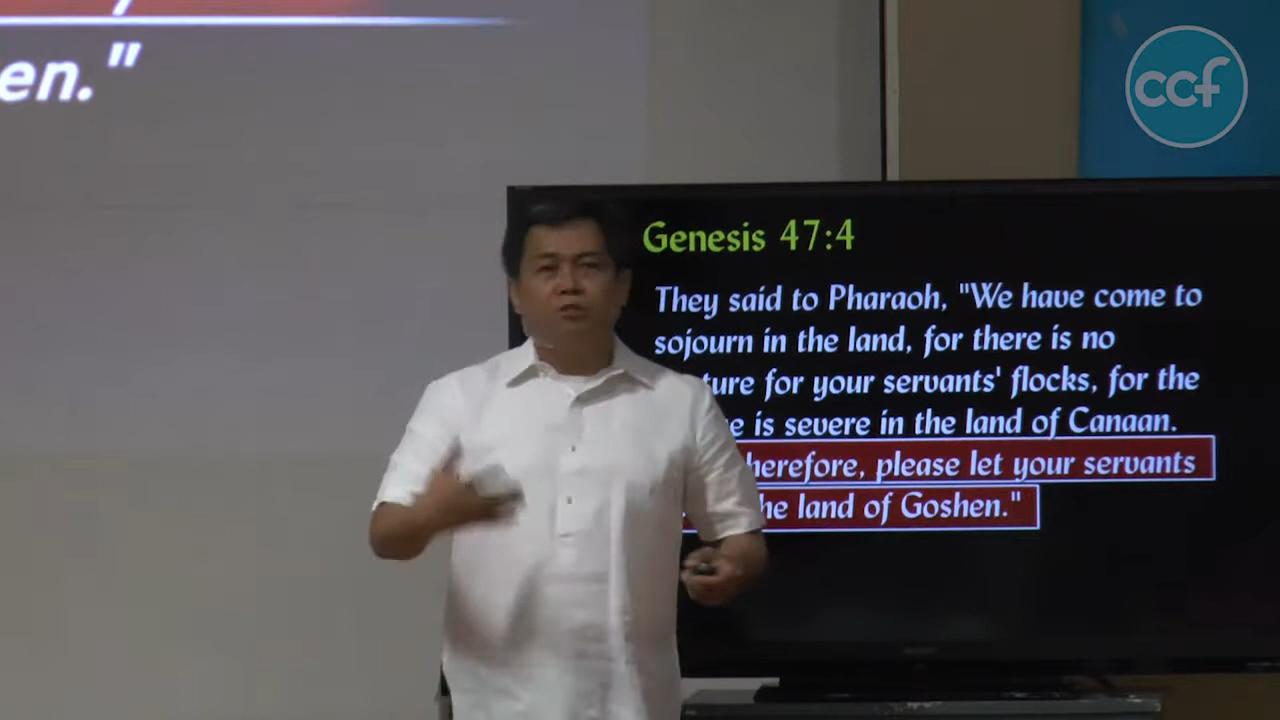 en."
ccf
Genesis 47:4
They said to Pharaoh, "We have come to
sojourn in the land, for there is no
ture for your servants' flocks, for the
e is severe in the land of Canaan.
herefore, please let your servants
he land of Goshen."